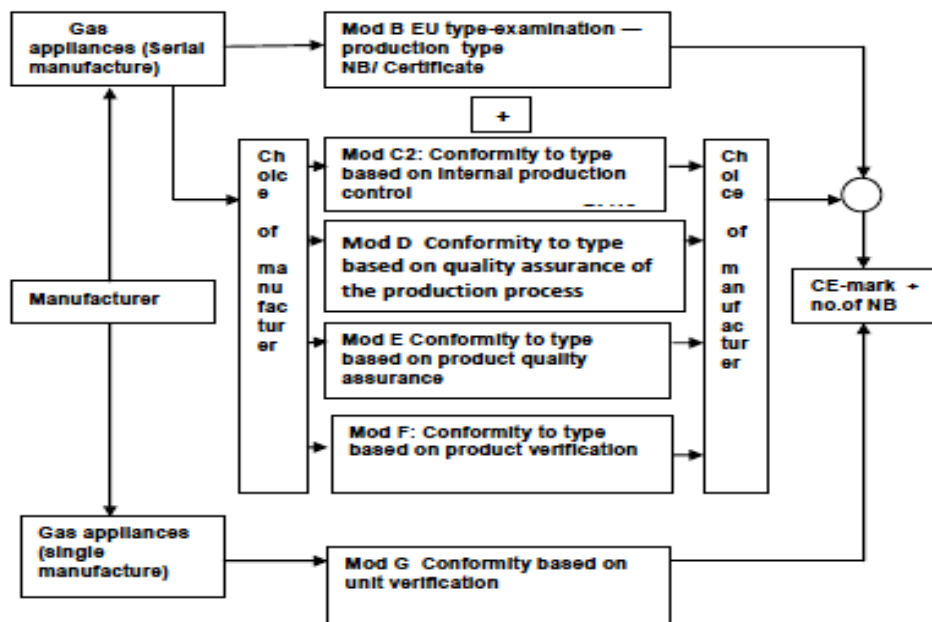 Gas
appliances (Serial
manufacture)
Mod B EU type-examination —
production type
NB/ Certificate
+
Ch
oic
e
of
ma
nu
fac
tur
er
Mod C2: Conformity to type
based on internal production
control
Mod D Conformity to type
based on quality assurance of
the production process
Mod E Conformity to type
based on product quality
assurance
Mod F: Conformity to type
based on product verification
Ch
oi
ce
of
m
an
uf
ac
tur
er
Manufacturer
CE-mark +
no.of NB
Gas appliances
(single
manufacture)
Mod G Conformity based on
unit verification